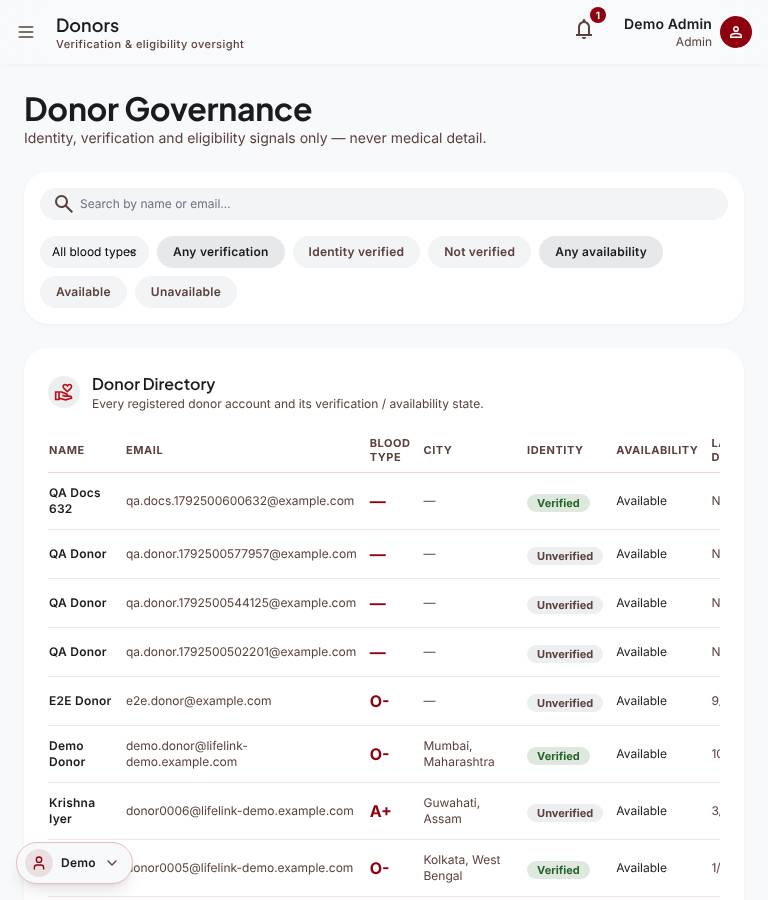 Donors
Verification & eligibility oversight
1
Demo Admin
Admin
Donor Governance
Identity, verification and eligibility signals only — never medical detail.
Search by name or email...
All blood types
Any verification
Identity verified
Not verified
Any availability
Available
Unavailable
Donor Directory
Every registered donor account and its verification / availability state.
NAME EMAIL BLOOD TYPE CITY IDENTITY AVAILABILITY
QA Docs 632 qa.docs.1792500600632@example.com — — Verified Available
QA Donor qa.donor.1792500577957@example.com — — Unverified Available
QA Donor qa.donor.1792500544125@example.com — — Unverified Available
QA Donor qa.donor.1792500502201@example.com — — Unverified Available
E2E Donor e2e.donor@example.com O- — Unverified Available
Demo Donor demo.donor@lifelink-demo.example.com O- Mumbai, Maharashtra Verified Available
Krishna Iyer donor0006@lifelink-demo.example.com A+ Guwahati, Assam Unverified Available
donor0005@lifelink-demo.example.com O- Kolkata, West Bengal Verified Available
Demo